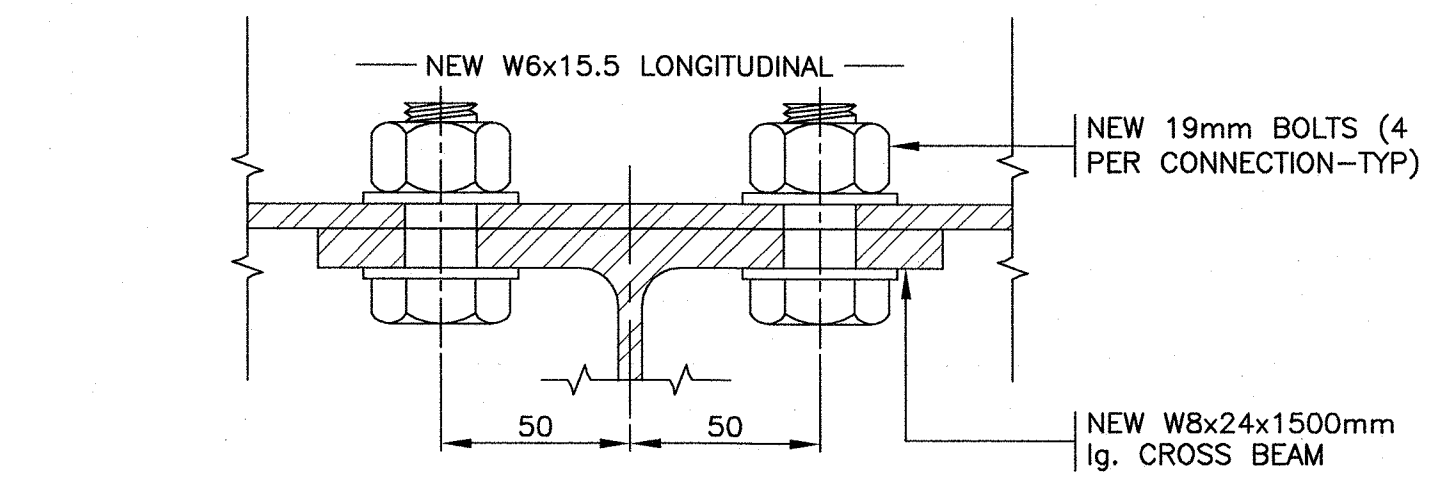 NEW W6x15.5 LONGITUDINAL
NEW 19mm BOLTS (4
PER CONNECTION-TYP)
50
50
NEW W8x24x1500mm
lg. CROSS BEAM